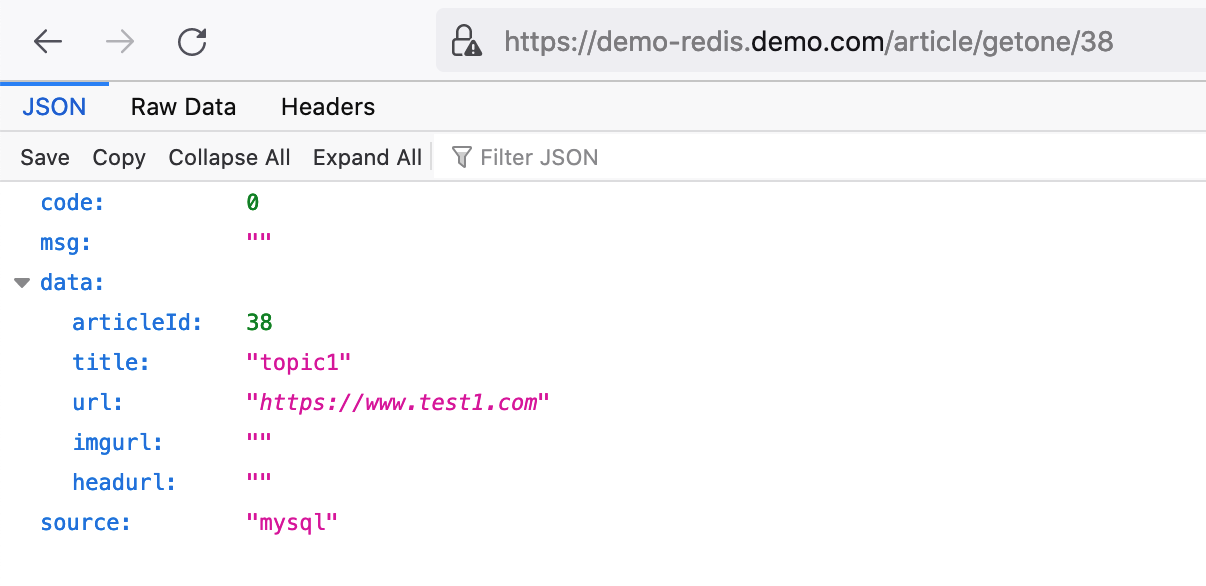 https://demo-redis.demo.com/article/getone/38
JSON Raw Data Headers
Save Copy Collapse All Expand All Filter JSON
code: 0
msg: ""
data:
articleId: 38
title: "topic1"
url: "https://www.test1.com"
imgurl: ""
headurl: ""
source: "mysql"